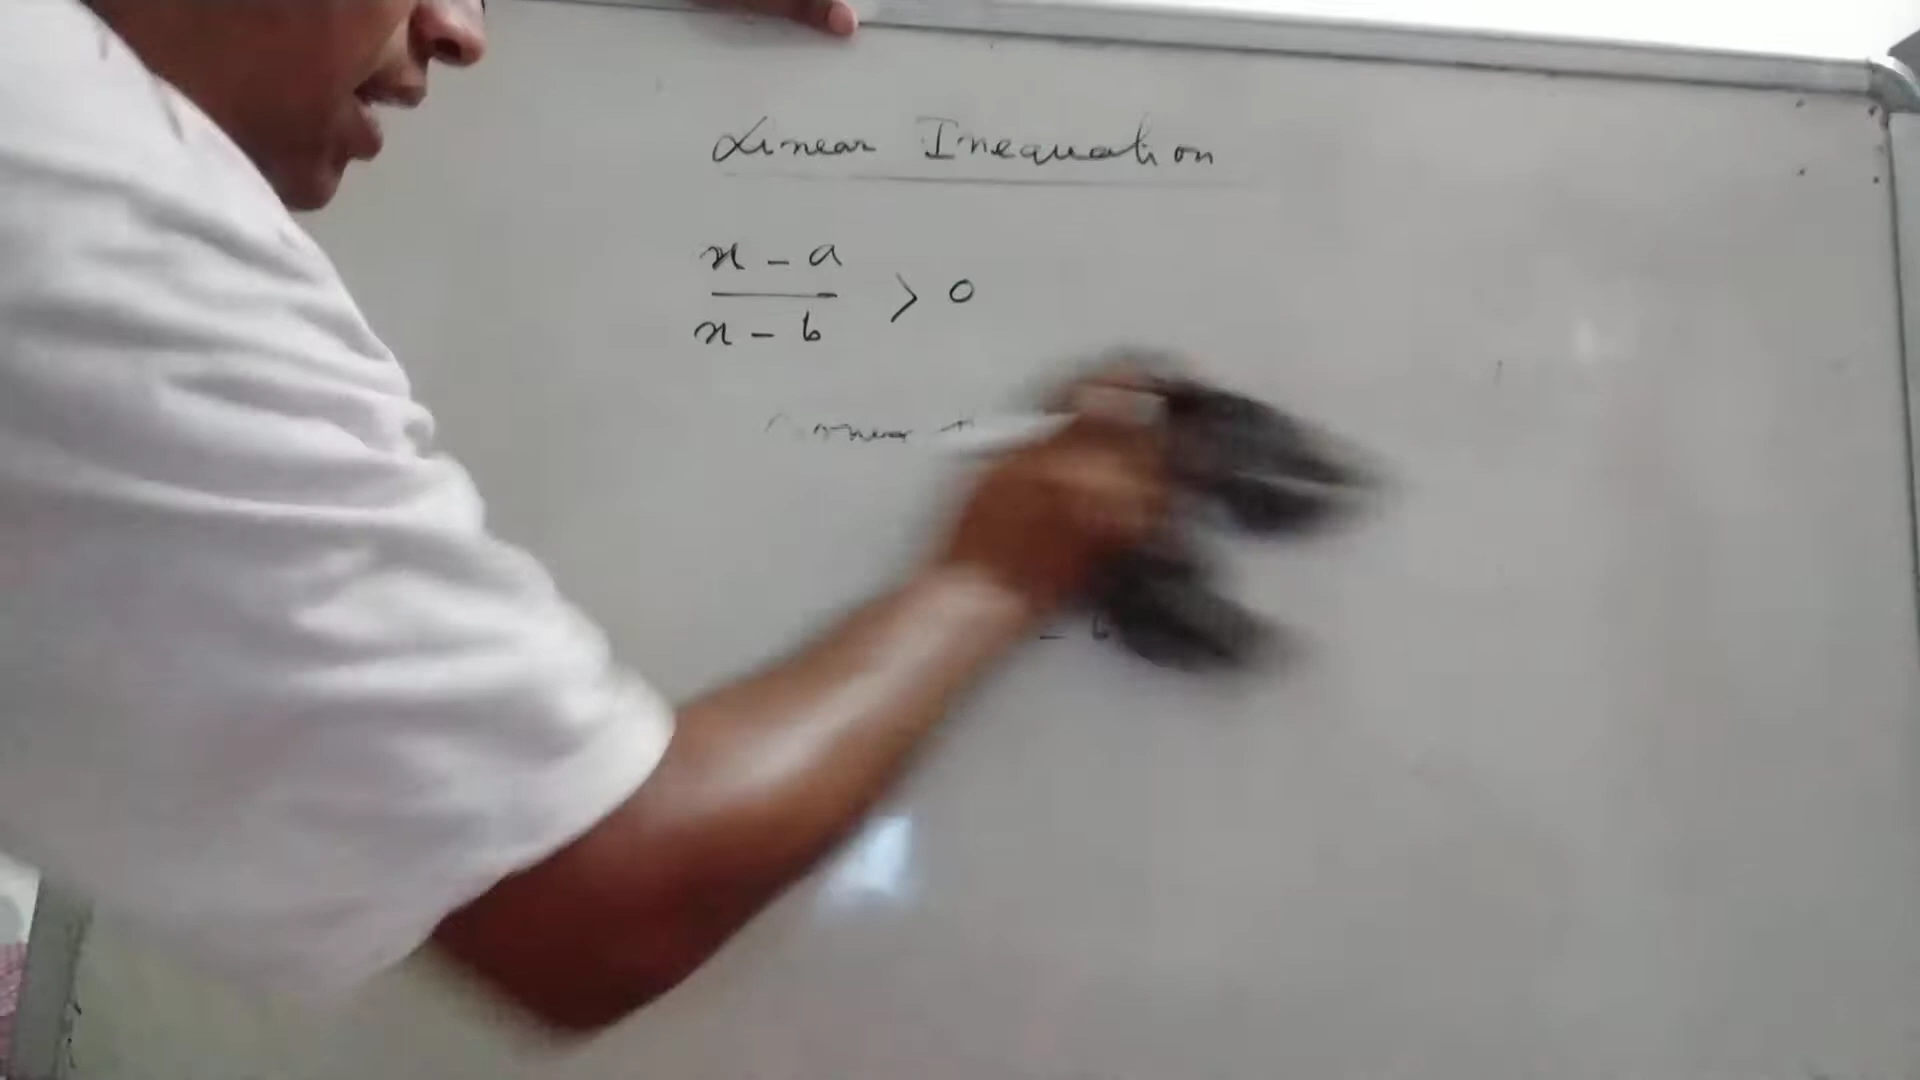 Linear Inequation
x - a
x - b
> 0
- b